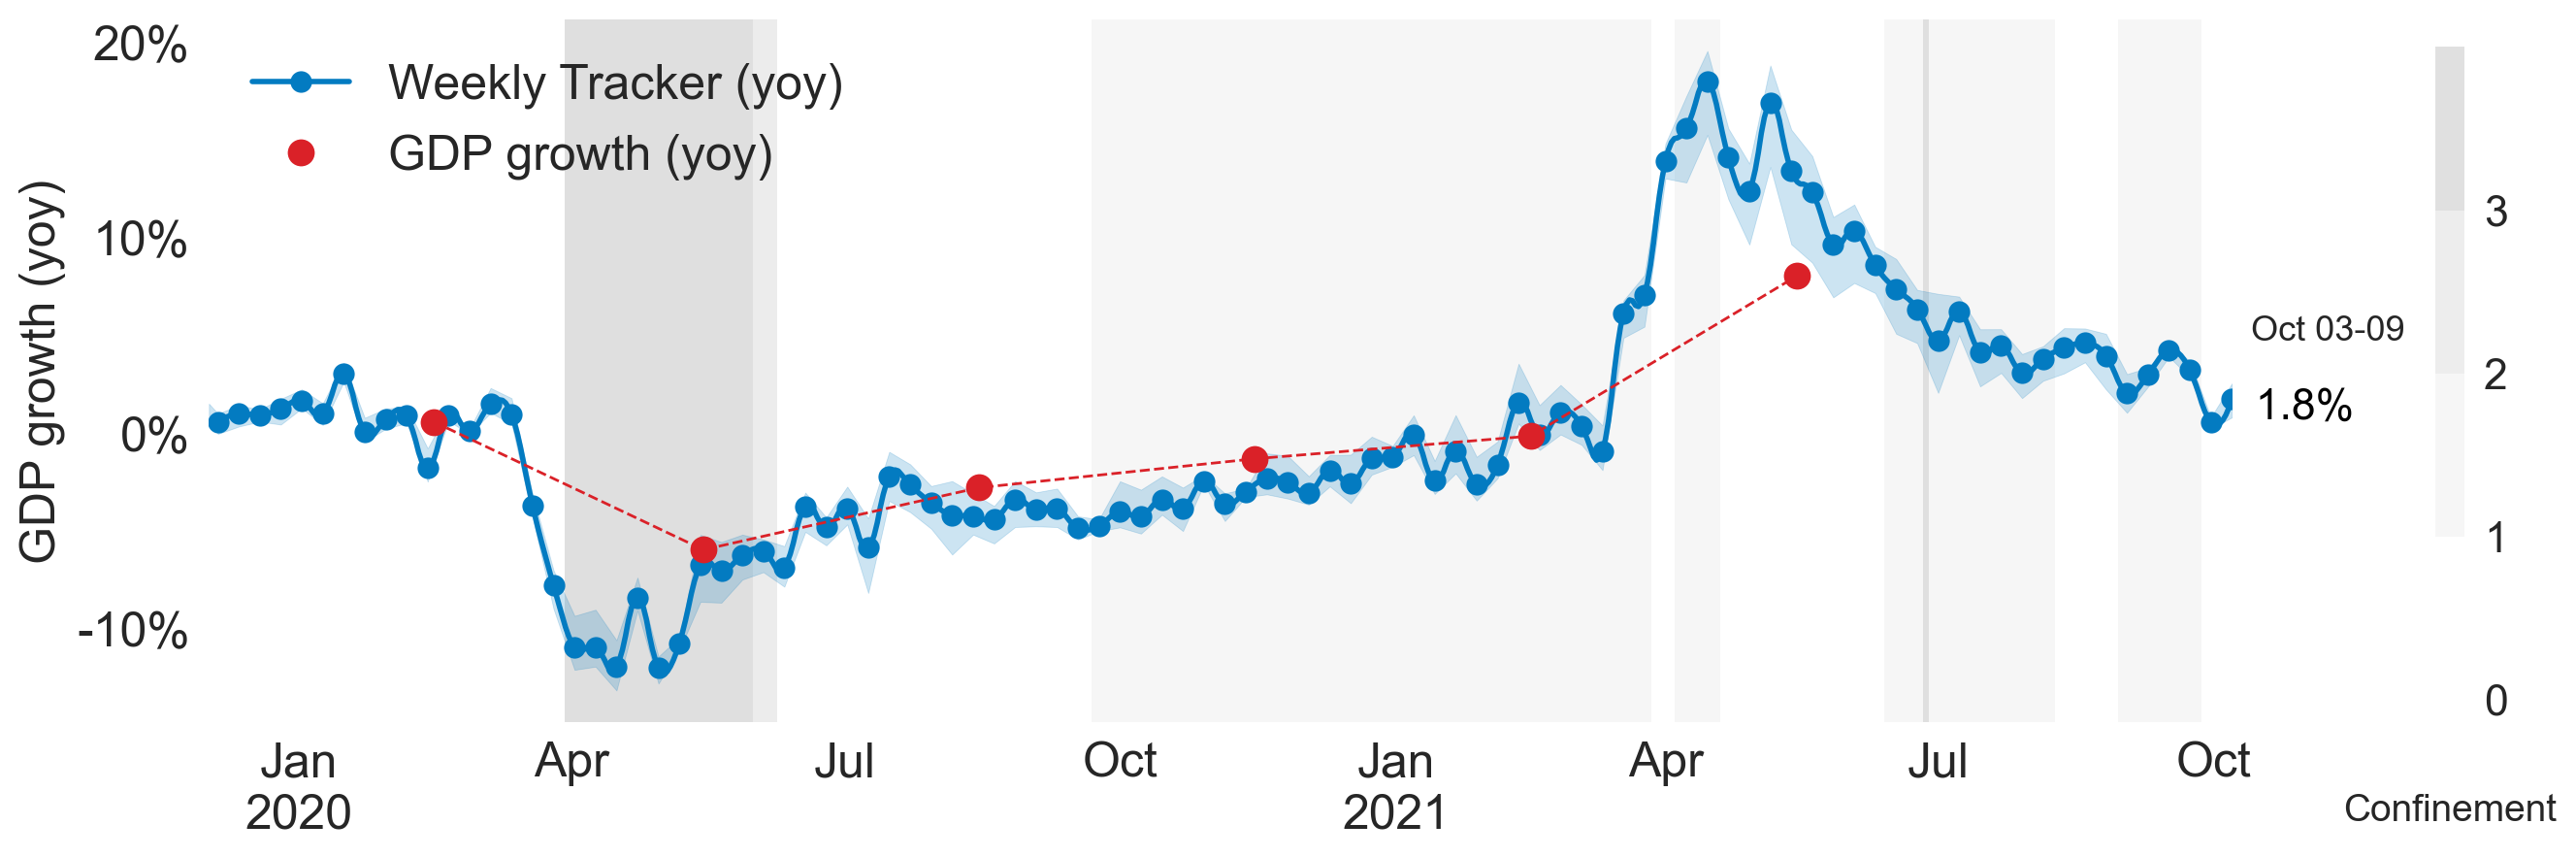 20%
10%
0%
-10%
GDP growth (yoy)
Weekly Tracker (yoy)
GDP growth (yoy)
Oct 03-09
1.8%
3
2
1
0
Jan
2020
Apr
Jul
Oct
Jan
2021
Apr
Jul
Oct
Confinement